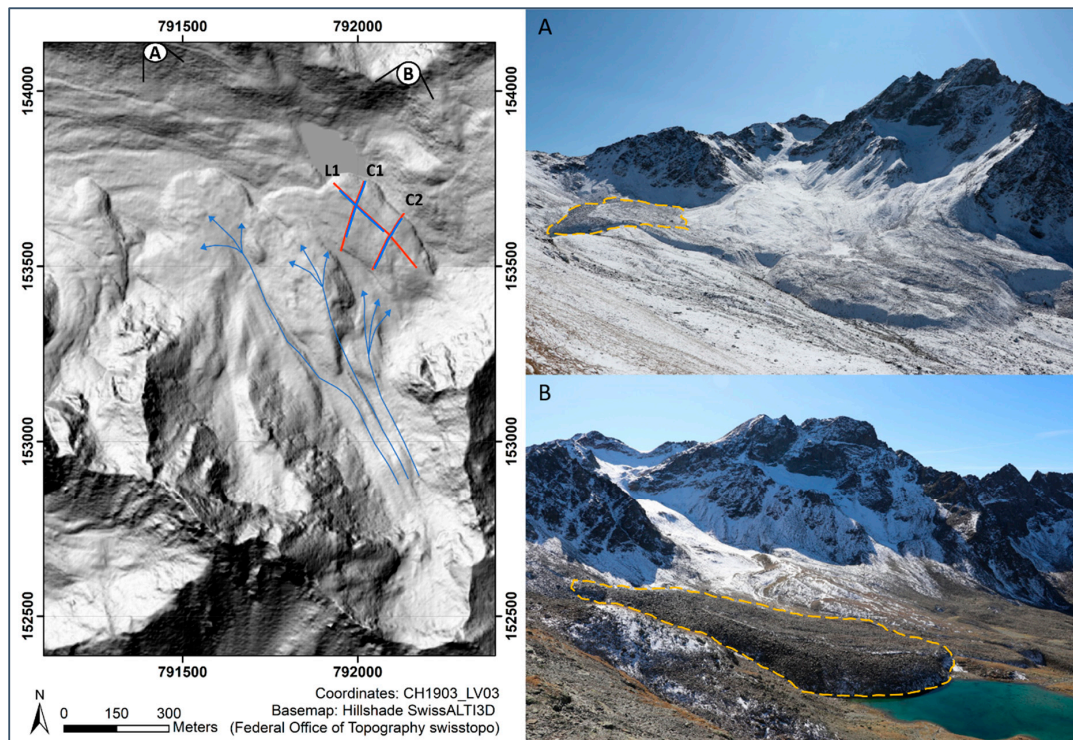 791500 792000
A
B
154000
154000
L1 C1
C2
153500
153500
153000
153000
152500
152500
791500 792000
N
0 150 300
Meters
Coordinates: CH1903_LV03
Basemap: Hillshade SwissALTI3D
(Federal Office of Topography swisstopo)
A
B